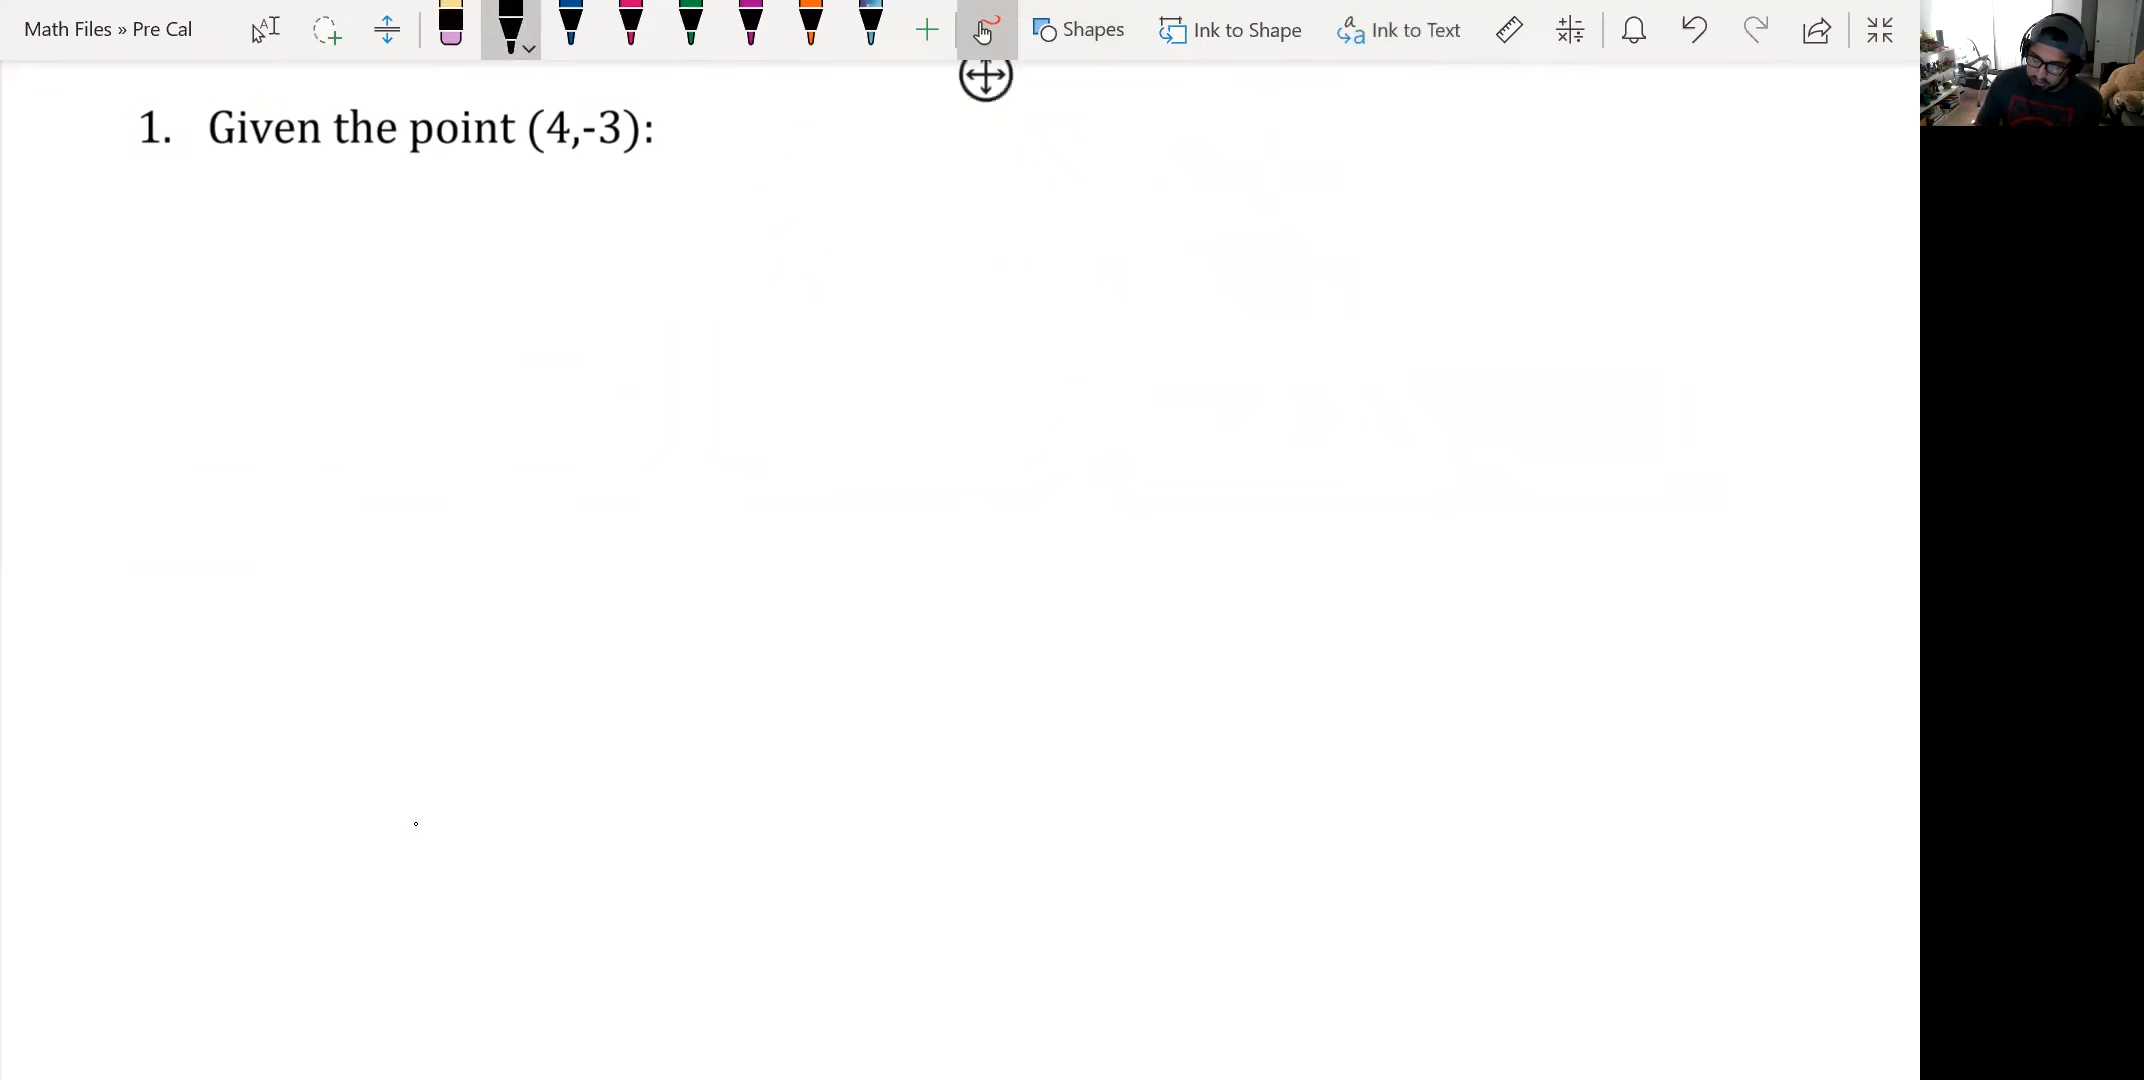 Math Files » Pre Cal
Shapes
Ink to Shape
Ink to Text
1. Given the point (4,-3):